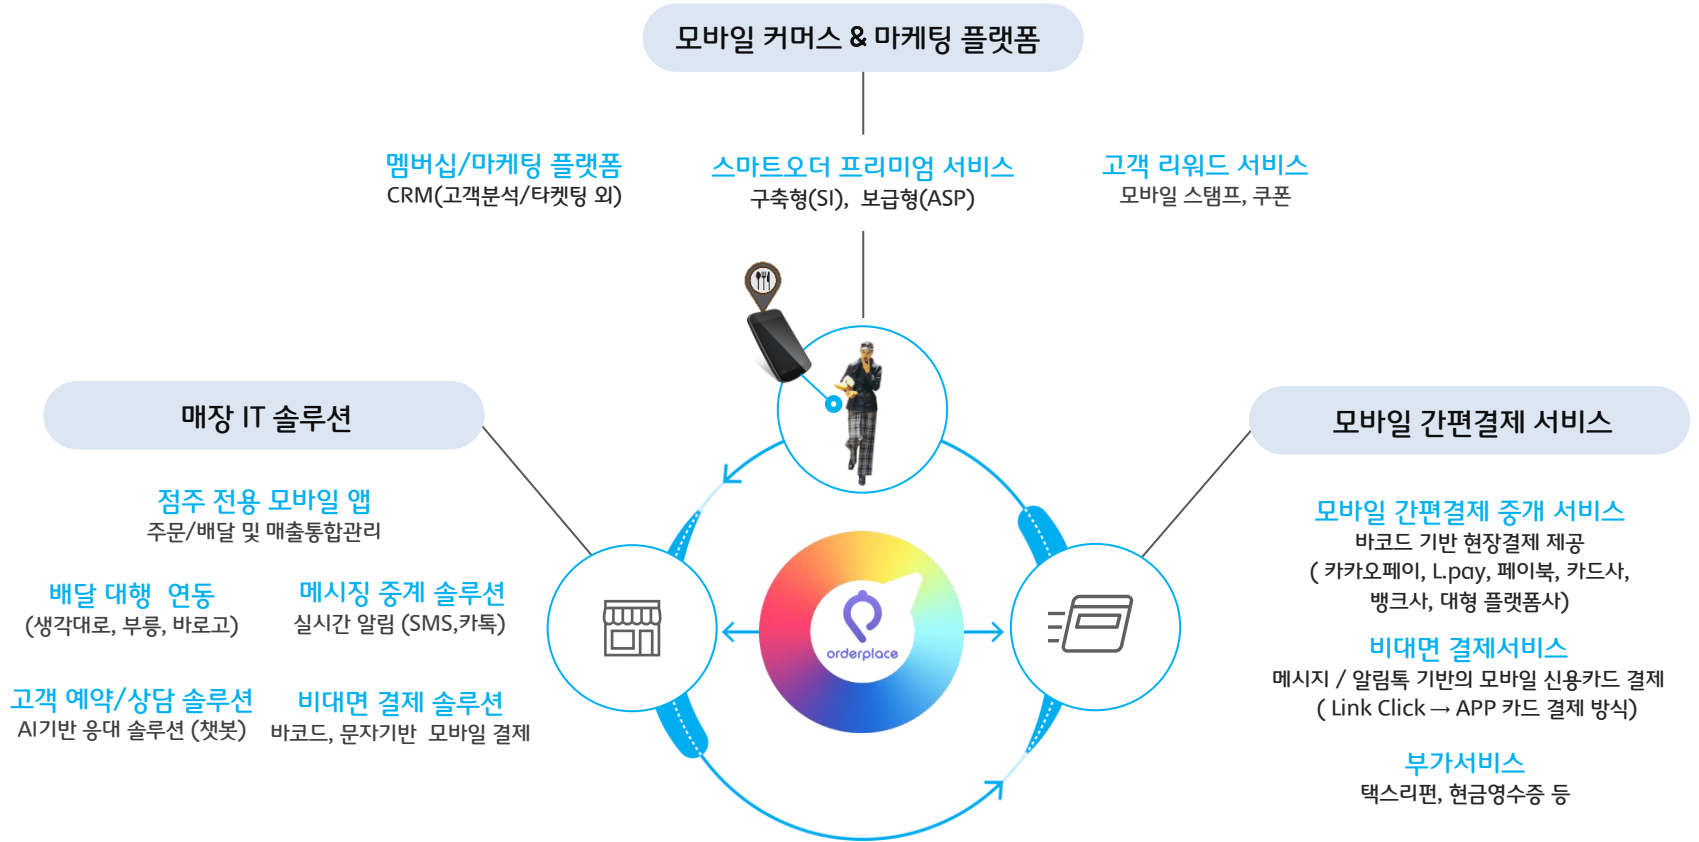 모바일 커머스 & 마케팅 플랫폼
멤버십/마케팅 플랫폼
CRM(고객분석/타켓팅 외)
스마트오더 프리미엄 서비스
구축형(SI), 보급형(ASP)
고객 리워드 서비스
모바일 스탬프, 쿠폰
매장 IT 솔루션
점주 전용 모바일 앱
주문/배달 및 매출통합관리
배달 대행 연동
(생각대로, 부릉, 바로고)
메시징 중계 솔루션
실시간 알림 (SMS,카톡)
고객 예약/상담 솔루션
AI기반 응대 솔루션 (챗봇)
비대면 결제 솔루션
바코드, 문자기반 모바일 결제
orderplace
모바일 간편결제 서비스
모바일 간편결제 중개 서비스
바코드 기반 현장결제 제공
( 카카오페이, L.pay, 페이북, 카드사,
뱅크사, 대형 플랫폼사)
비대면 결제서비스
메시지 / 알림톡 기반의 모바일 신용카드 결제
( Link Click → APP 카드 결제 방식)
부가서비스
택스리펀, 현금영수증 등